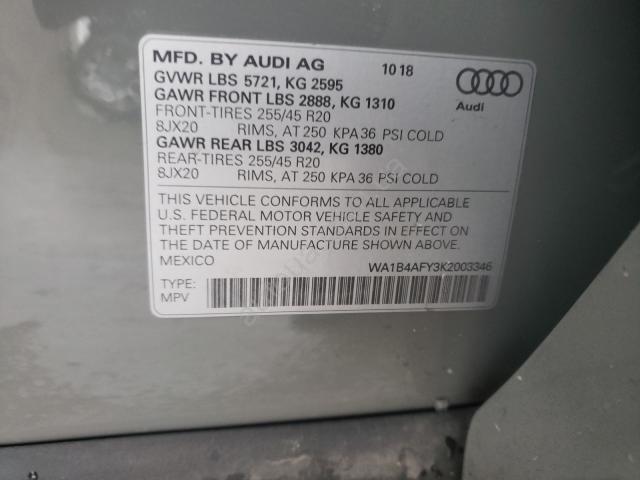 MFD. BY AUDI AG 10 18
GVWR LBS 5721, KG 2595
GAWR FRONT LBS 2888, KG 1310
FRONT-TIRES 255/45 R20
8JX20 RIMS, AT 250 KPA 36 PSI COLD
GAWR REAR LBS 3042, KG 1380
REAR-TIRES 255/45 R20
8JX20 RIMS, AT 250 KPA 36 PSI COLD
Audi
THIS VEHICLE CONFORMS TO ALL APPLICABLE
U.S. FEDERAL MOTOR VEHICLE SAFETY AND
THEFT PREVENTION STANDARDS IN EFFECT ON
THE DATE OF MANUFACTURE SHOWN ABOVE.
MEXICO WA1B4AFY3K2003346
TYPE:
MPV